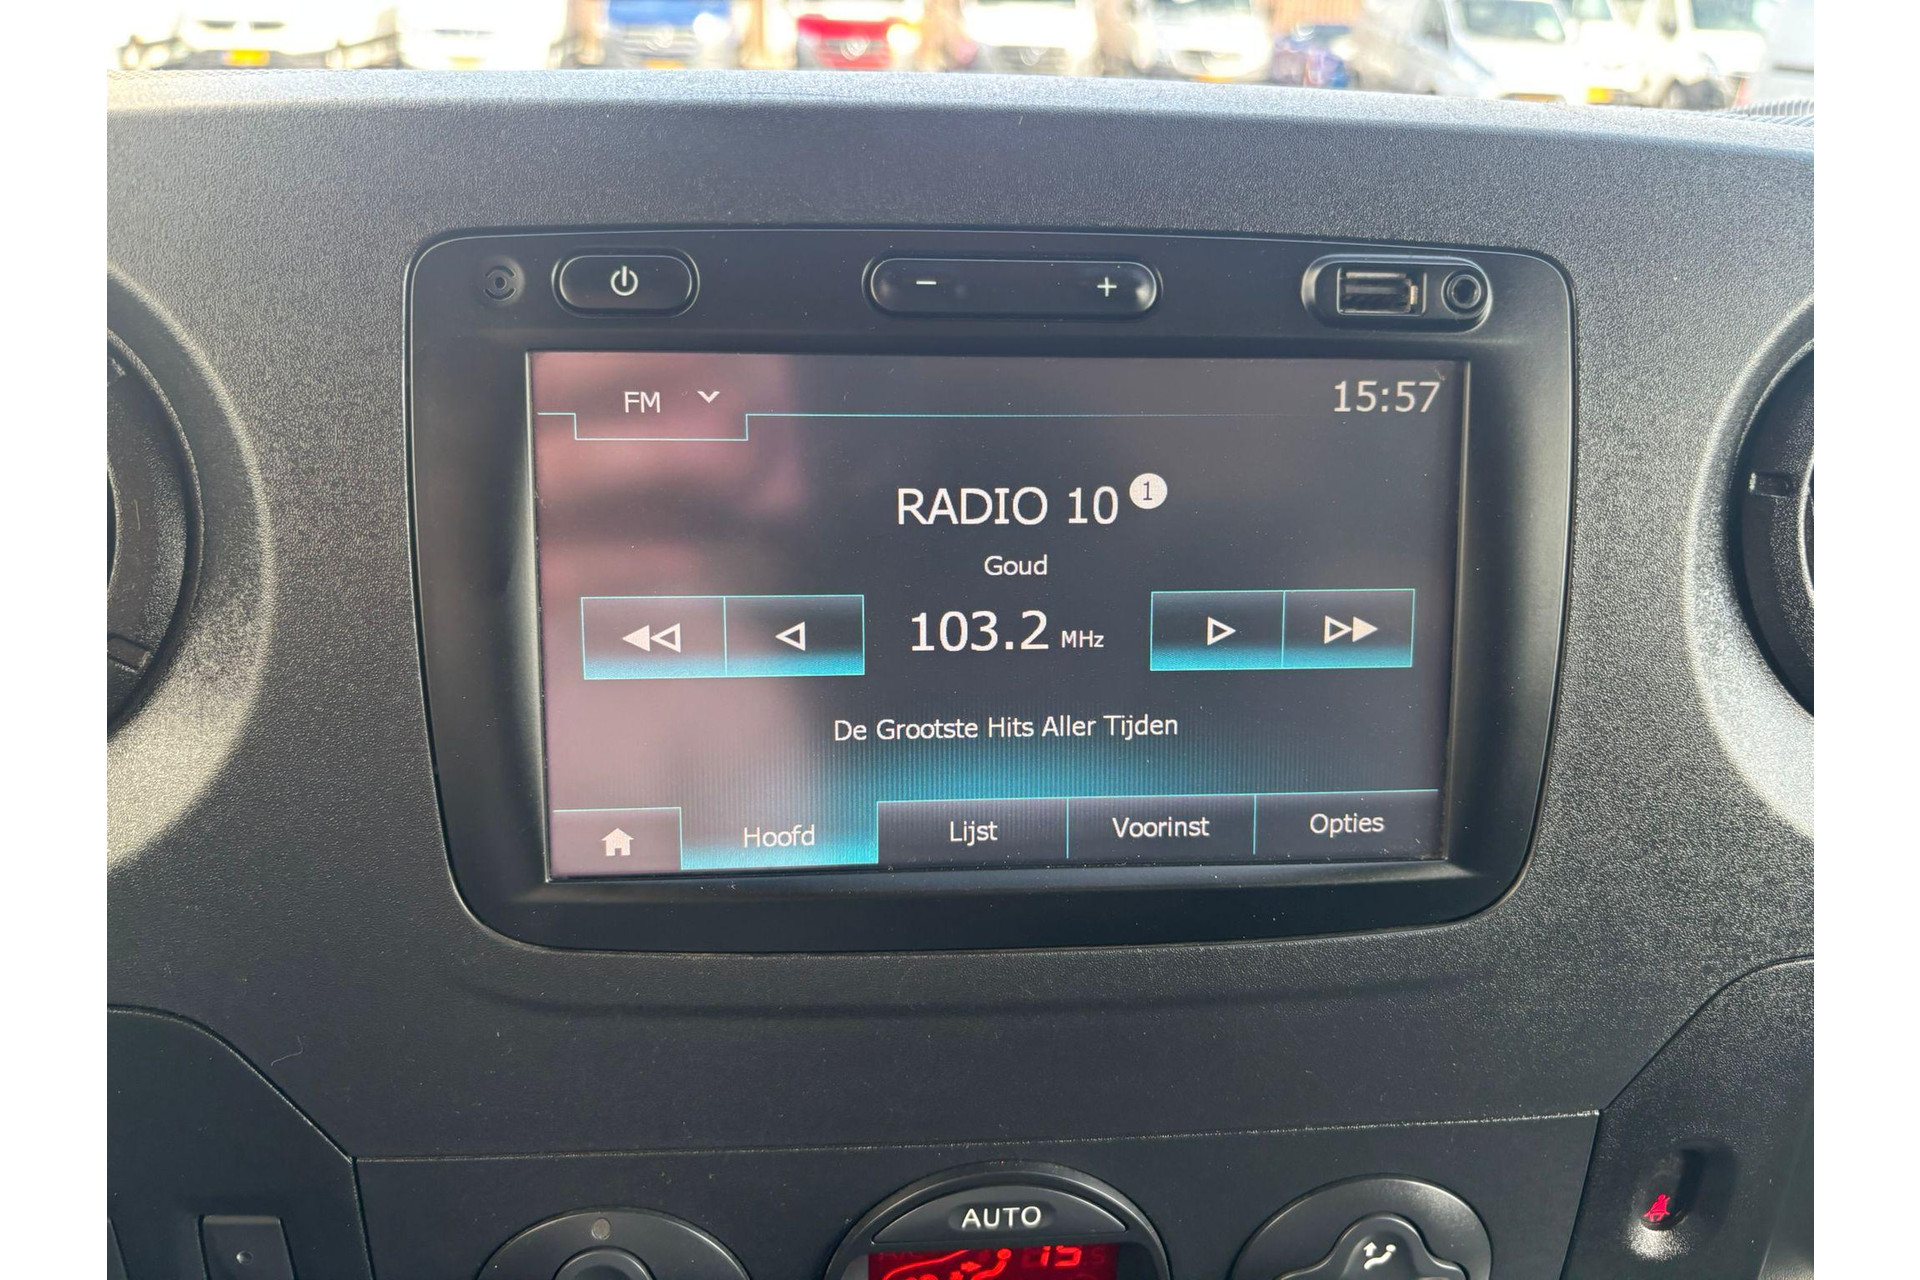 FM
15:57
RADIO 10 1
Goud
103.2 MHz
De Grootste Hits Aller Tijden
Hoofd Lijst Voorinst Opties
AUTO
15